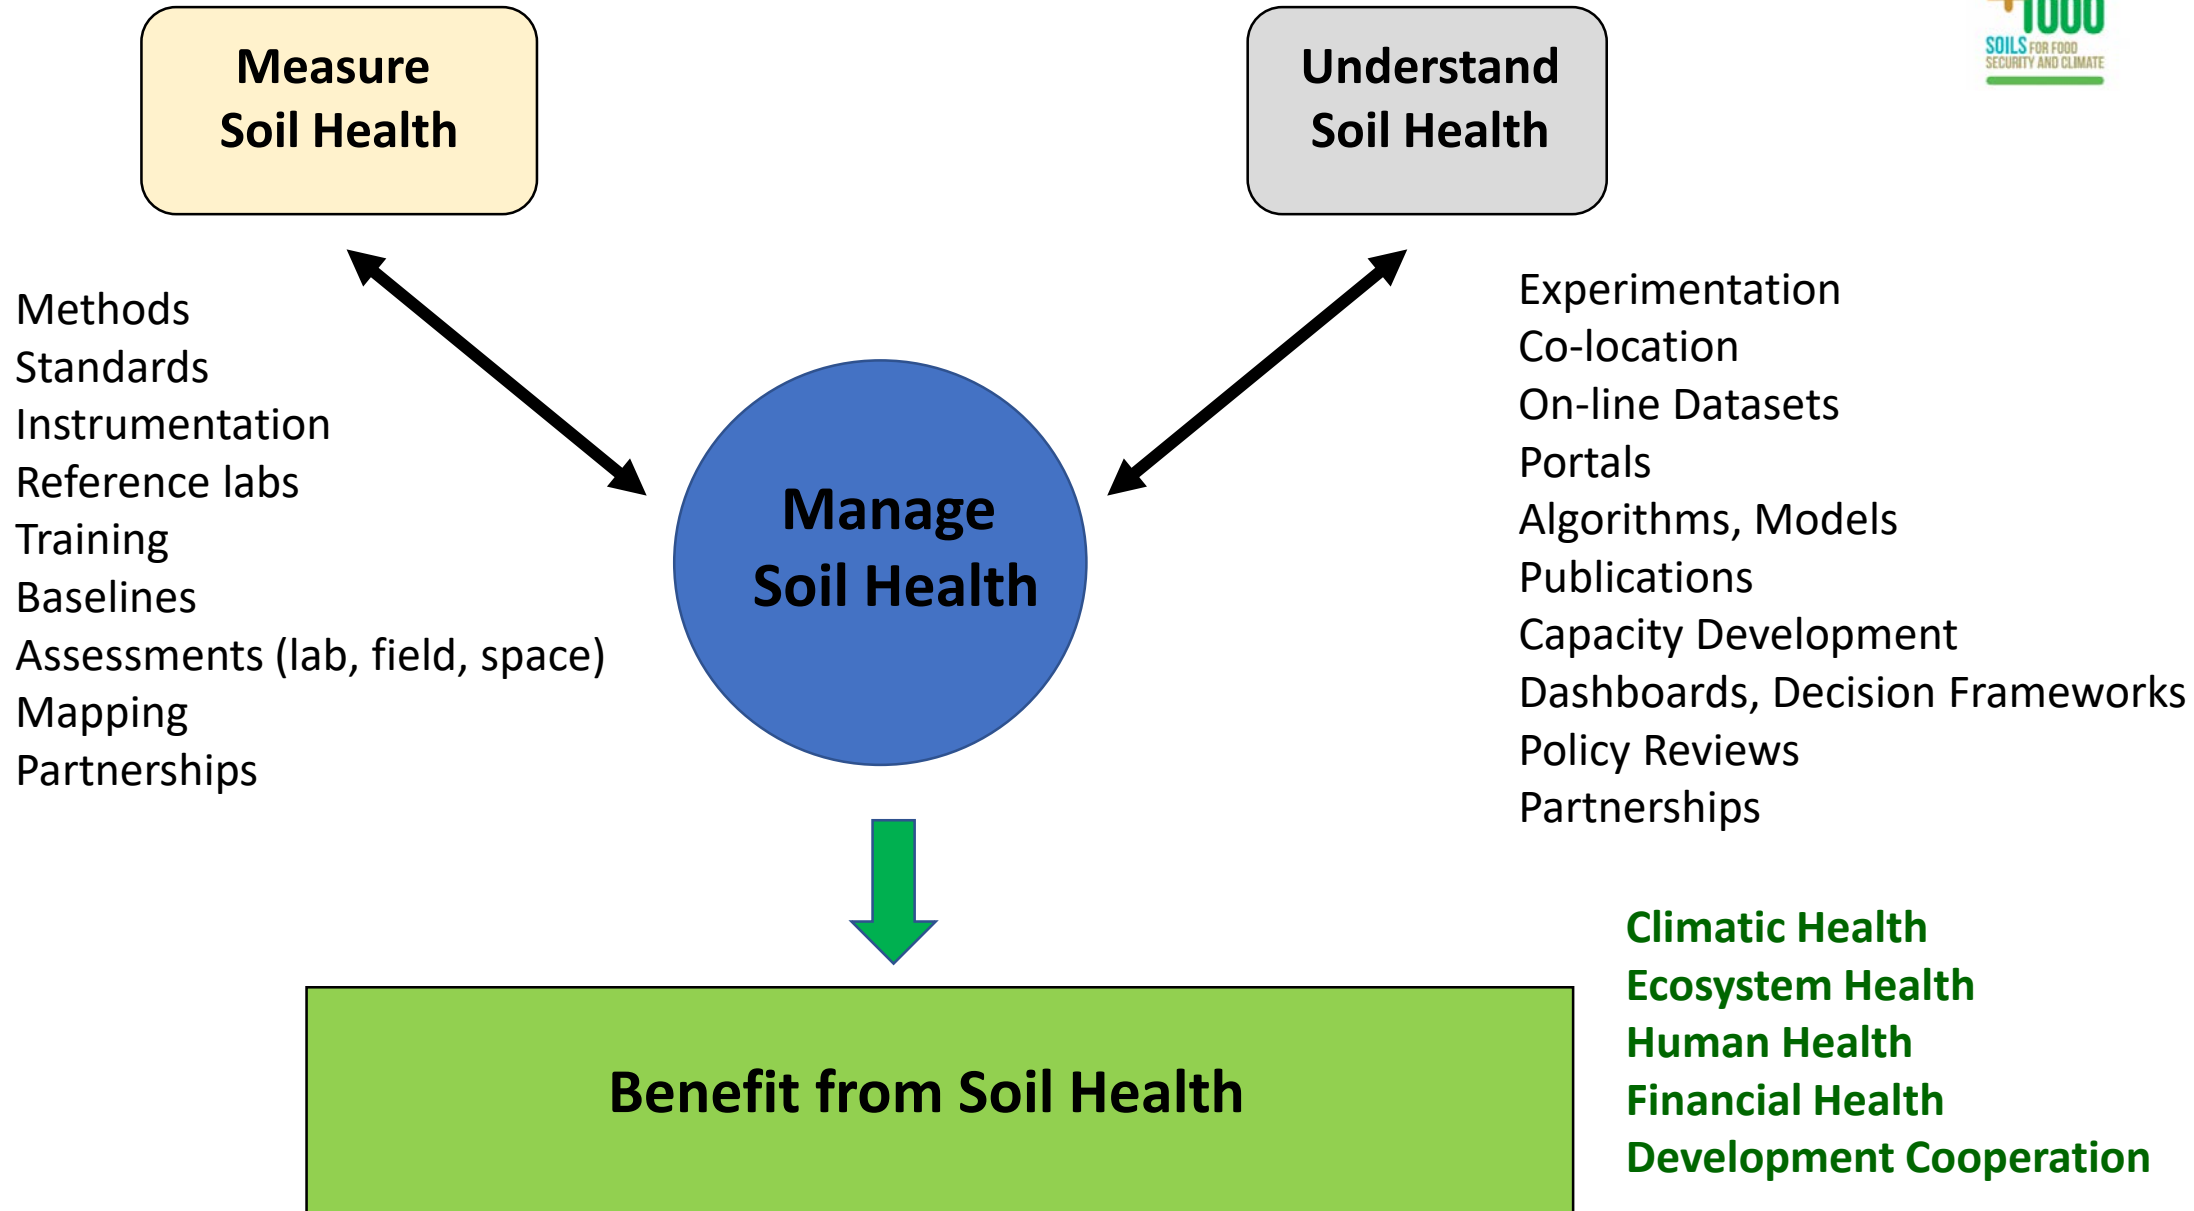 Measure
Soil Health
Understand
Soil Health
1000
SOILS FOR FOOD
SECURITY AND CLIMATE
Methods
Standards
Instrumentation
Reference labs
Training
Baselines
Assessments (lab, field, space)
Mapping
Partnerships
Manage
Soil Health
Experimentation
Co-location
On-line Datasets
Portals
Algorithms, Models
Publications
Capacity Development
Dashboards, Decision Frameworks
Policy Reviews
Partnerships
Benefit from Soil Health
Climatic Health
Ecosystem Health
Human Health
Financial Health
Development Cooperation